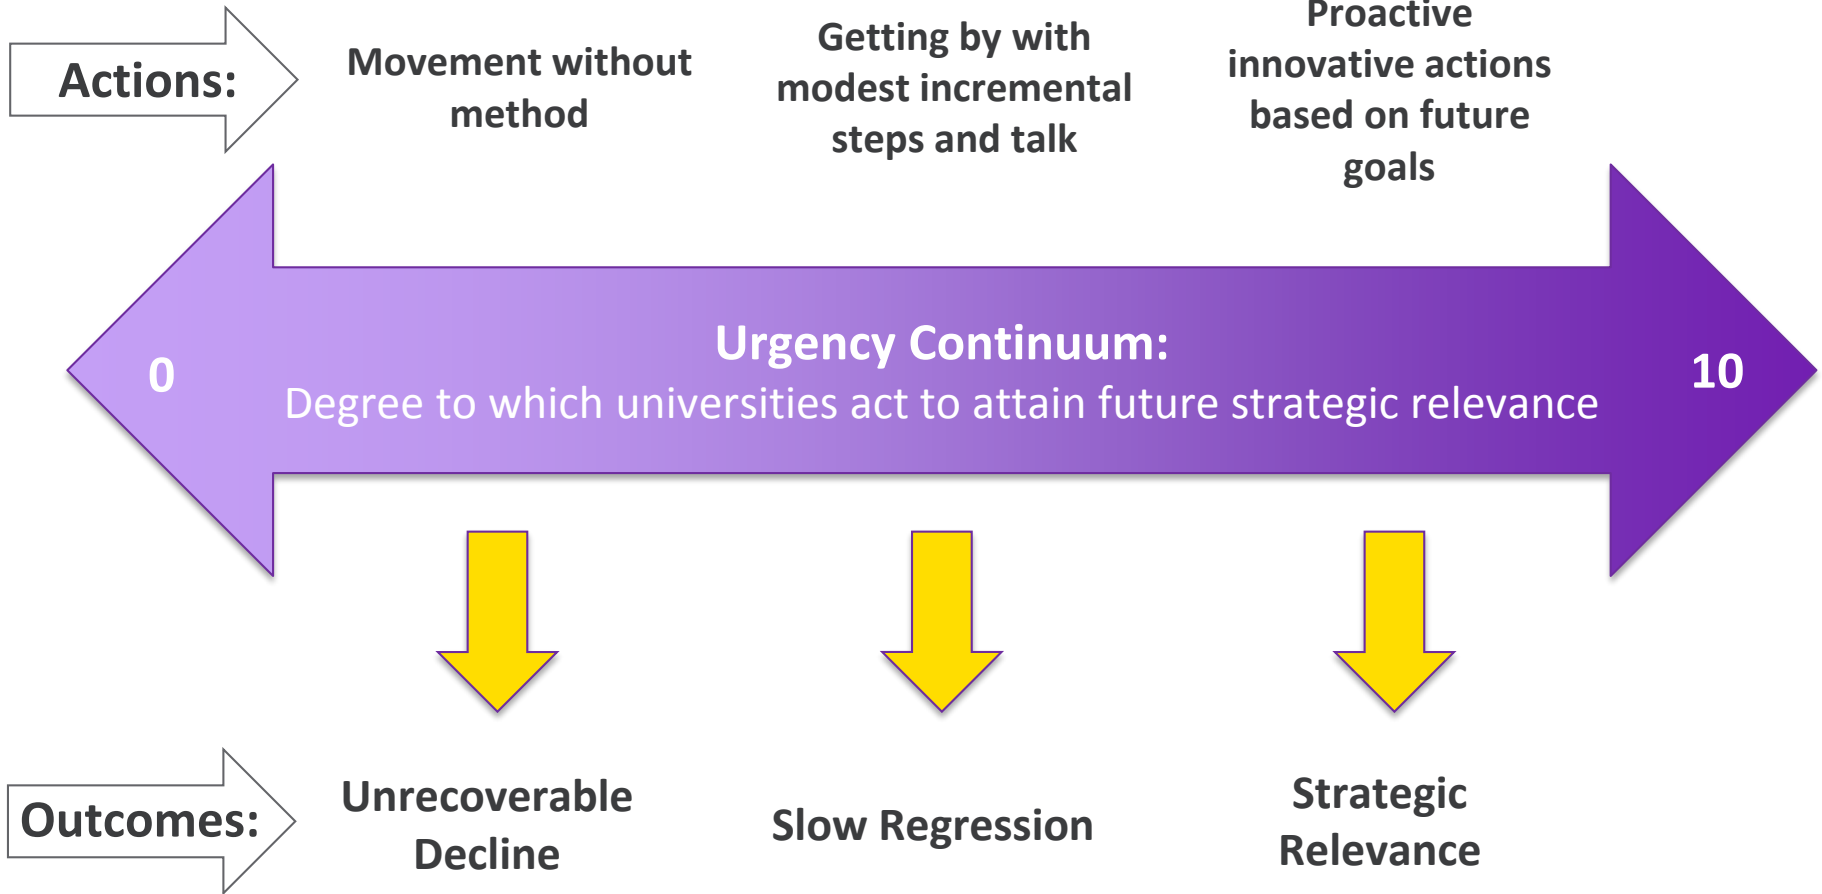 Actions:
Movement without
method
Getting by with
modest incremental
steps and talk
Proactive
innovative actions
based on future
goals
0
Urgency Continuum:
Degree to which universities act to attain future strategic relevance
10
Outcomes:
Unrecoverable
Decline
Slow Regression
Strategic
Relevance